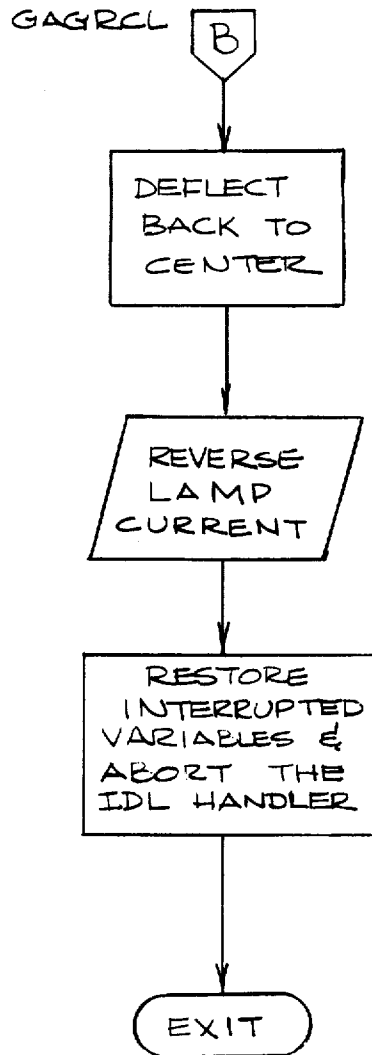 GAGRCL
B
DEFLECT
BACK TO
CENTER
REVERSE
LAMP
CURRENT
RESTORE
INTERRUPTED
VARIABLES &
ABORT THE
IDL HANDLER
EXIT